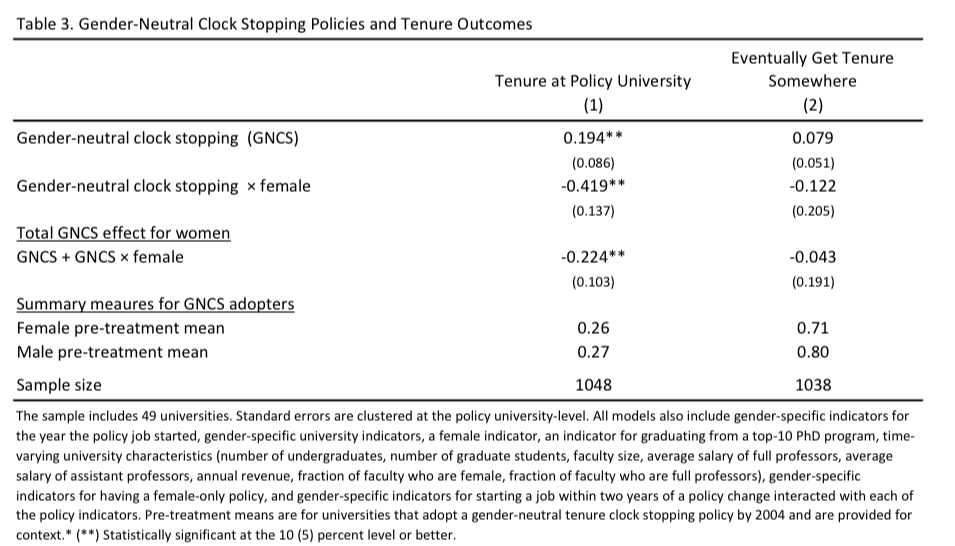 Table 3. Gender-Neutral Clock Stopping Policies and Tenure Outcomes
Eventually Get Tenure
Tenure at Policy University Somewhere
(1) (2)
Gender-neutral clock stopping (GNCS) 0.194** 0.079
(0.086) (0.051)
Gender-neutral clock stopping × female -0.419** -0.122
(0.137) (0.205)
Total GNCS effect for women
GNCS + GNCS × female -0.224** -0.043
(0.103) (0.191)
Summary meaures for GNCS adopters
Female pre-treatment mean 0.26 0.71
Male pre-treatment mean 0.27 0.80
Sample size 1048 1038
The sample includes 49 universities. Standard errors are clustered at the policy university-level. All models also include gender-specific indicators for
the year the policy job started, gender-specific university indicators, a female indicator, an indicator for graduating from a top-10 PhD program, time-
varying university characteristics (number of undergraduates, number of graduate students, faculty size, average salary of full professors, average
salary of assistant professors, annual revenue, fraction of faculty who are female, fraction of faculty who are full professors), gender-specific
indicators for having a female-only policy, and gender-specific indicators for starting a job within two years of a policy change interacted with each of
the policy indicators. Pre-treatment means are for universities that adopt a gender-neutral tenure clock stopping policy by 2004 and are provided for
context.* (**) Statistically significant at the 10 (5) percent level or better.